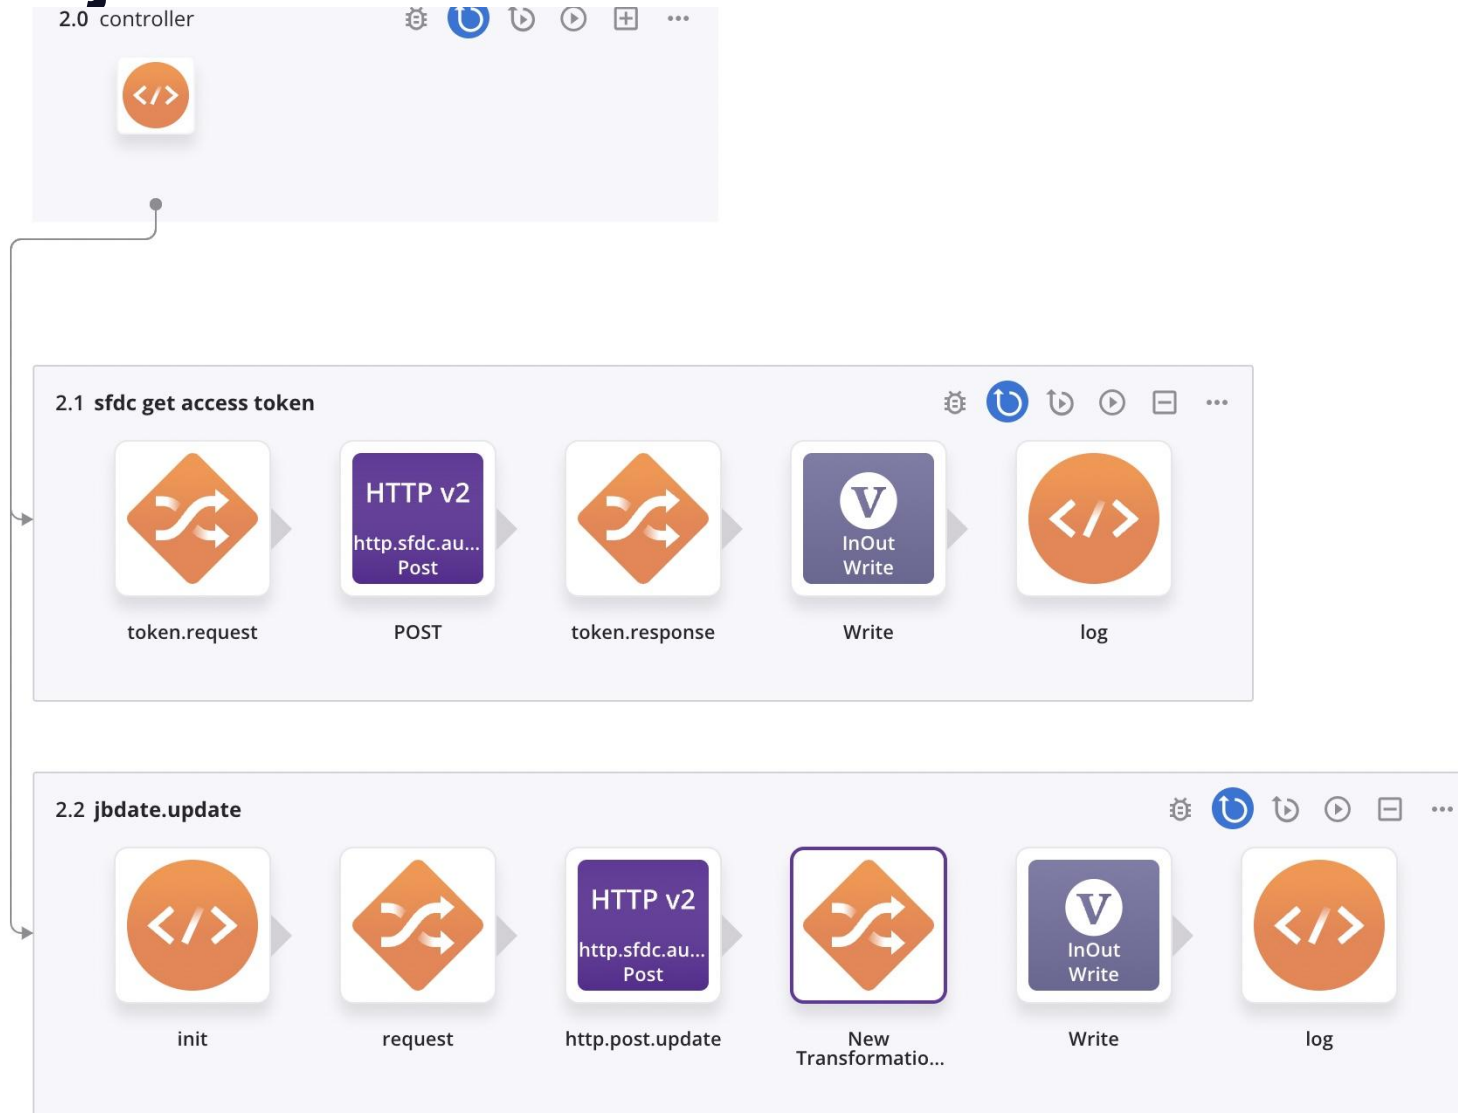 2.0 controller
2.1 sfdc get access token
HTTP v2
http.sfdc.au...
Post
V
InOut
Write
token.request
POST
token.response
Write
log
2.2 jbdate.update
HTTP v2
http.sfdc.au...
Post
V
InOut
Write
init
request
http.post.update
New
Transformatio...
Write
log